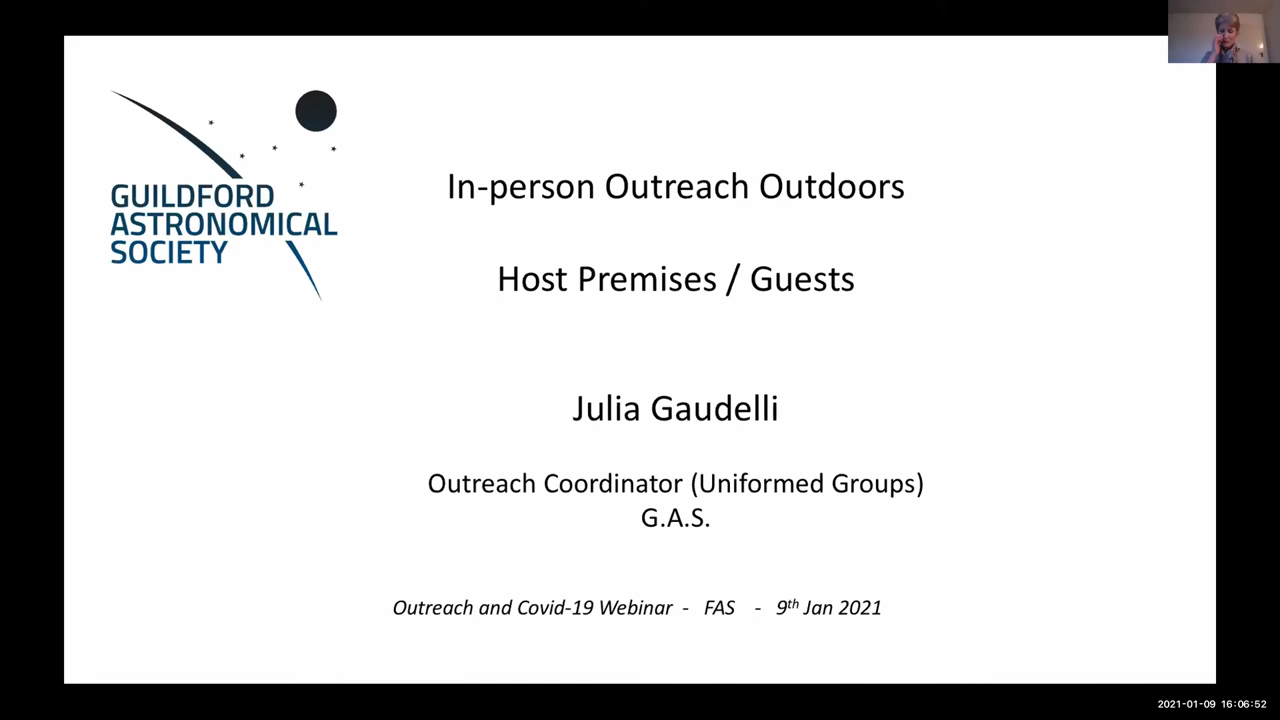 GUILDFORD
ASTRONOMICAL
SOCIETY
In-person Outreach Outdoors
Host Premises / Guests
Julia Gaudelli
Outreach Coordinator (Uniformed Groups)
G.A.S.
Outreach and Covid-19 Webinar - FAS - 9th Jan 2021
2021-01-09 16:06:52